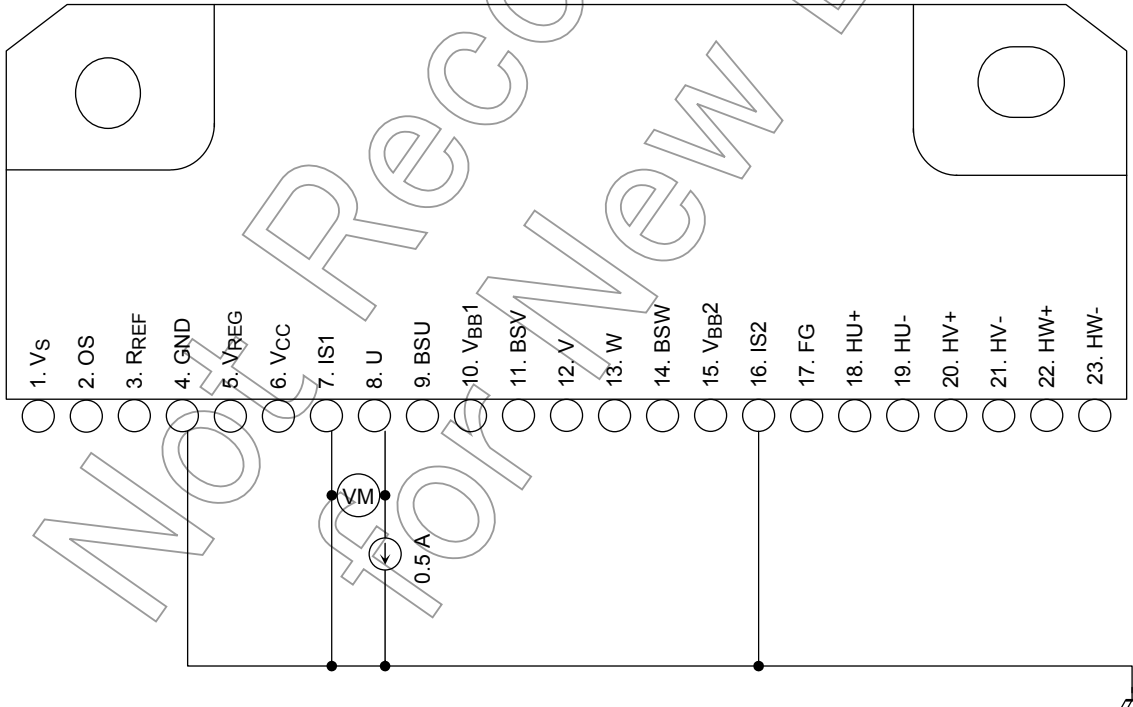 Not Reco
for New
1. VS
2. OS
3. RREF
4. GND
5. VREG
6. VCC
7. IS1
8. U
9. BSU
10. VBB1
11. BSV
12. V
13. W
14. BSW
15. VBB2
16. IS2
17. FG
18. HU+
19. HU-
20. HV+
21. HV-
22. HW+
23. HW-
VM
0.5 A